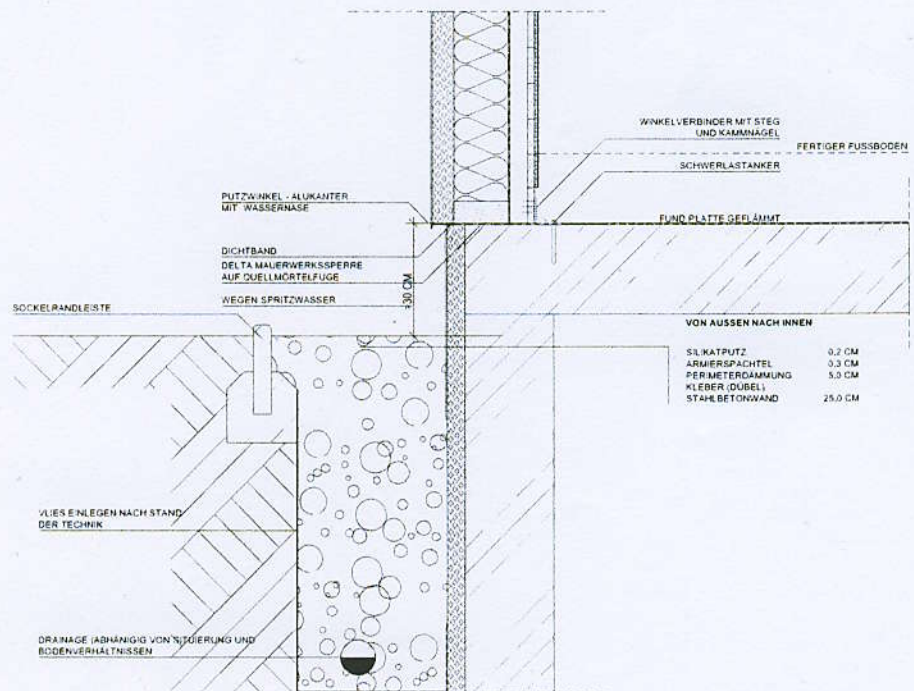 WINKELVERBINDER MIT STEG
UND KAMMNÄGEL
FERTIGER FUSSBODEN
SCHWERLASTANKER
PUTZWINKEL - ALUKANTER
MIT WASSERNASE
FUND PLATTE GEFLÄMMT
DICHTBAND
DELTA MAUERWERKSSPERRE
AUF QUELLMÖRTELFUGE
WEGEN SPRITZWASSER
30 CM
SOCKELRANDLEISTE
VON AUSSEN NACH INNEN
SILIKATPUTZ 0,2 CM
ARMIERSPACHTEL 0,3 CM
PERIMETERDÄMMUNG 5,0 CM
KLEBER (DÜBEL)
STAHLBETONWAND 25,0 CM
VLIES EINLEGEN NACH STAND
DER TECHNIK
DRAINAGE (ABHÄNIGIG VON SITUIERUNG UND
BODENVERHÄLTNISSEN